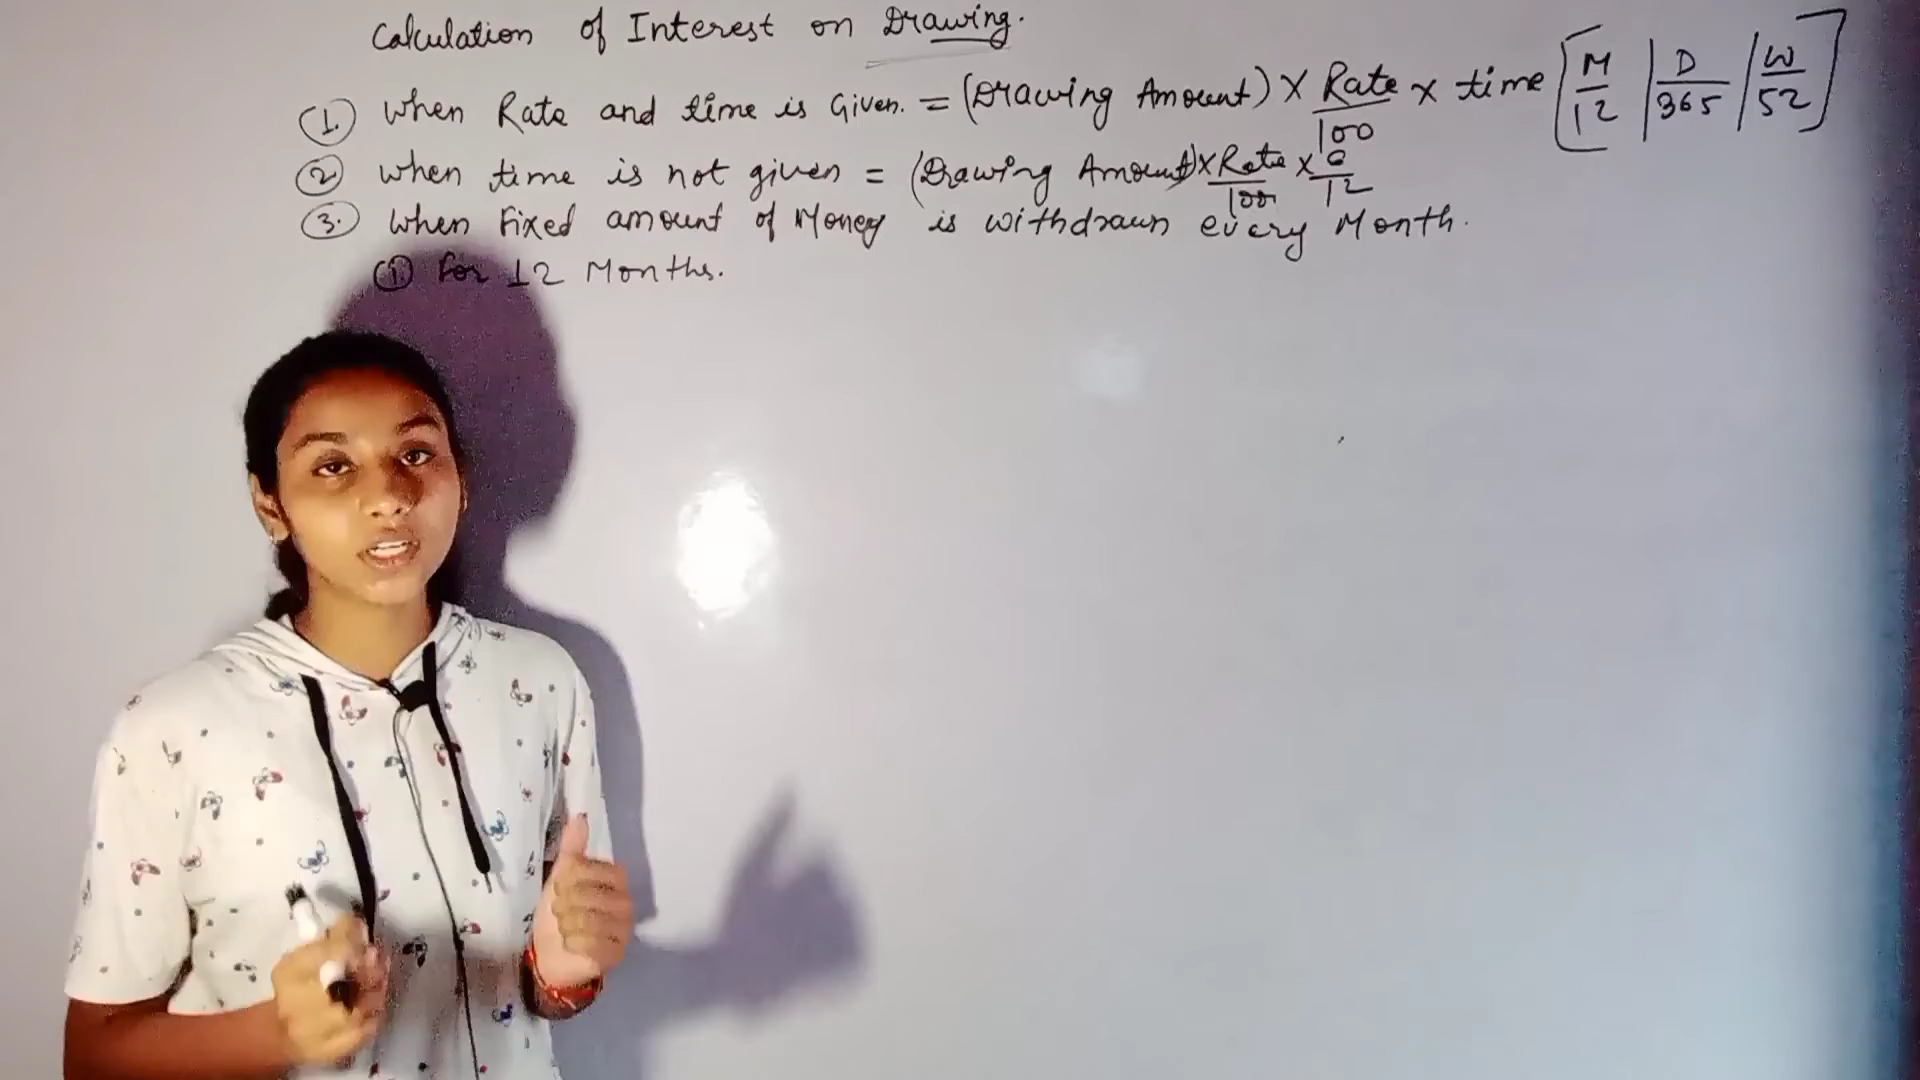 Calculation of Interest on Drawing.
(1.) When Rate and time is Given. = (Drawing Amount) × Rate/100 × time [M/12 | D/365 | W/52]
(2) When time is not given = (Drawing Amount) × Rate/100 × 6/12
(3.) When Fixed amount of Money is withdrawn every Month.
(1) For 12 Months.